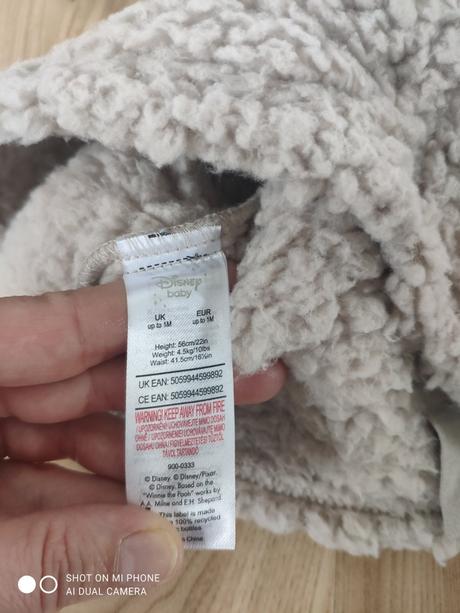 Disney
baby
UK EUR
up to 1M up to 1M
Height: 56cm/22in
Weight: 4.5kg/10lbs
Waist: 41.5cm/16½in
UK EAN: 5059944599892
CE EAN: 5059944599892
WARNING! KEEP AWAY FROM FIRE
900-0333
© Disney. © Disney/Pixar.
© Disney. Based on the
"Winnie the Pooh" works by
A.A. Milne and E.H. Shepard.
This label is made
100% recycled
bottles
China
SHOT ON MI PHONE
AI DUAL CAMERA